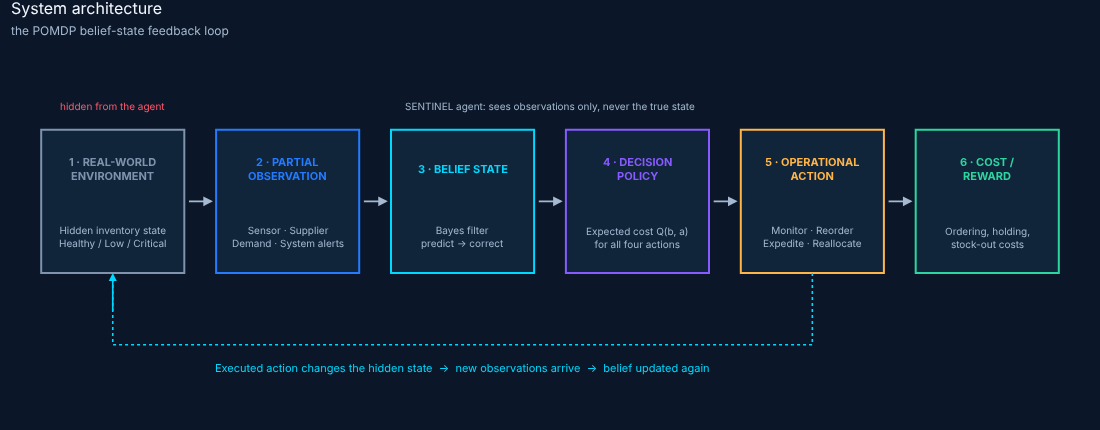 System architecture
the POMDP belief-state feedback loop
hidden from the agent
SENTINEL agent: sees observations only, never the true state
1 · REAL-WORLD
ENVIRONMENT
Hidden inventory state
Healthy / Low / Critical
2 · PARTIAL
OBSERVATION
Sensor · Supplier
Demand · System alerts
3 · BELIEF STATE
Bayes filter
predict → correct
4 · DECISION
POLICY
Expected cost Q(b, a)
for all four actions
5 · OPERATIONAL
ACTION
Monitor · Reorder
Expedite · Reallocate
6 · COST /
REWARD
Ordering, holding,
stock-out costs
Executed action changes the hidden state → new observations arrive → belief updated again